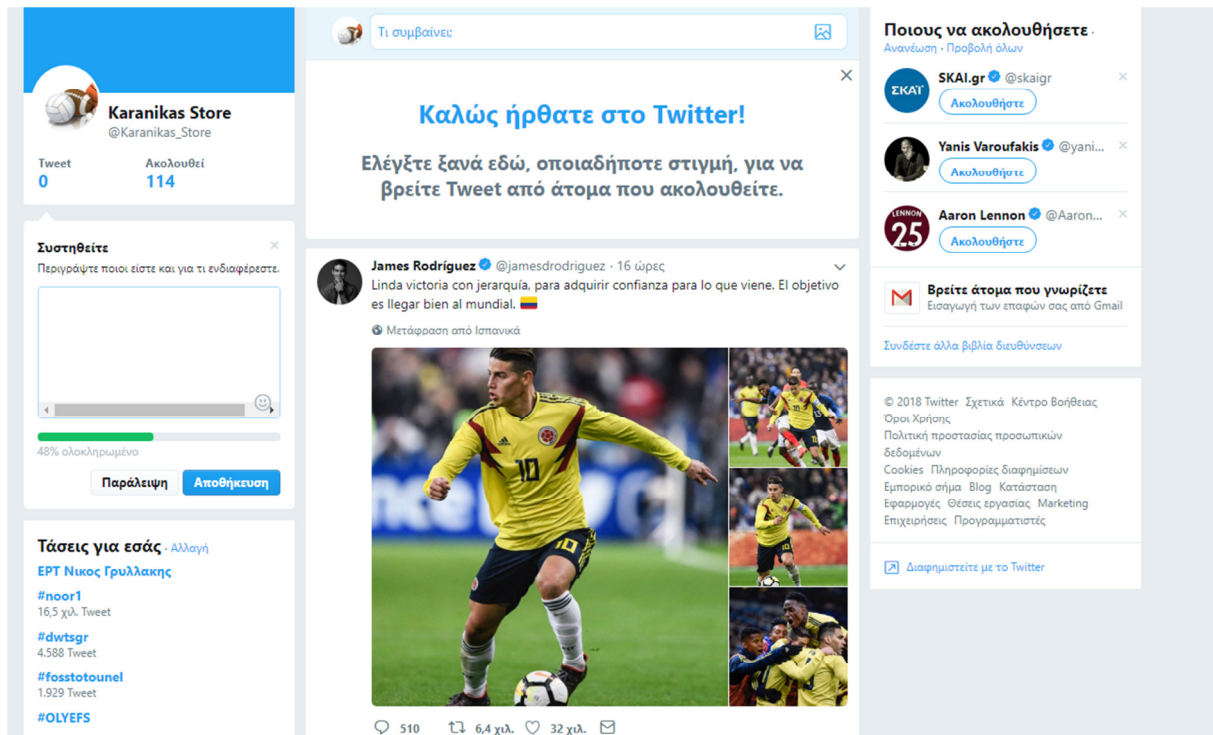 Karanikas Store
@Karanikas_Store
Tweet
Ακολουθεί
0
114
Συστηθείτε
Περιγράψτε ποιοι είστε και για τι ενδιαφέρεστε.
48% ολοκληρωμένο
Παράλειψη
Αποθήκευση
Τάσεις για εσάς · Αλλαγή
ΕΡΤ Νικος Γρυλλακης
#noor1
16,5 χιλ. Tweet
#dwtsgr
4.588 Tweet
#fosstotounel
1.929 Tweet
#OLYEFS
Τι συμβαίνει;
Καλώς ήρθατε στο Twitter!
Ελέγξτε ξανά εδώ, οποιαδήποτε στιγμή, για να
βρείτε Tweet από άτομα που ακολουθείτε.
James Rodríguez @jamesdrodriguez · 16 ώρες
Linda victoria con jerarquía, para adquirir confianza para lo que viene. El objetivo
es llegar bien al mundial.
Μετάφραση από Ισπανικά
10
10
510
6,4 χιλ.
32 χιλ.
Ποιους να ακολουθήσετε ·
Ανανέωση · Προβολή όλων
ΣΚΑΪ
SKAI.gr @skaigr
Ακολουθήστε
Yanis Varoufakis @yani...
Ακολουθήστε
LENNON
25
Aaron Lennon @Aaron...
Ακολουθήστε
Βρείτε άτομα που γνωρίζετε
Εισαγωγή των επαφών σας από Gmail
Συνδέστε άλλα βιβλία διευθύνσεων
© 2018 Twitter Σχετικά Κέντρο Βοήθειας
Όροι Χρήσης
Πολιτική προστασίας προσωπικών
δεδομένων
Cookies Πληροφορίες διαφημίσεων
Εμπορικό σήμα Blog Κατάσταση
Εφαρμογές Θέσεις εργασίας Marketing
Επιχειρήσεις Προγραμματιστές
Διαφημιστείτε με το Twitter